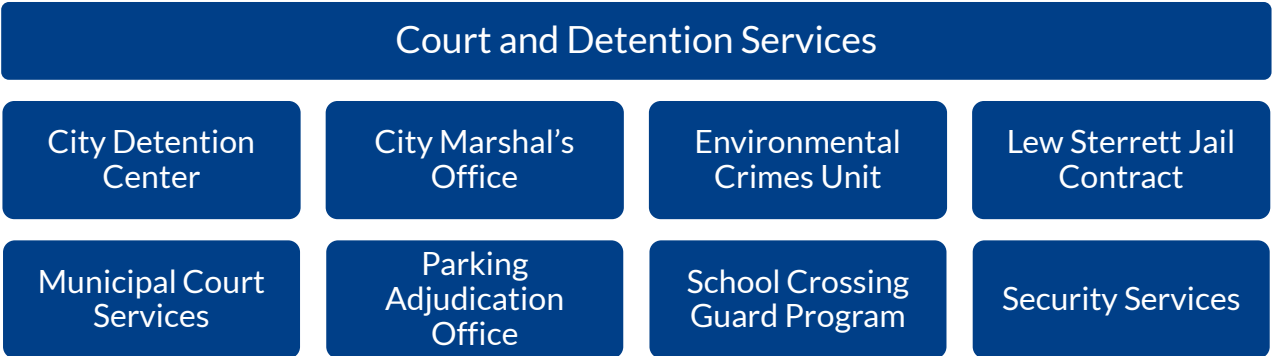 Court and Detention Services
City Detention
Center
City Marshal’s
Office
Environmental
Crimes Unit
Lew Sterrett Jail
Contract
Municipal Court
Services
Parking
Adjudication
Office
School Crossing
Guard Program
Security Services